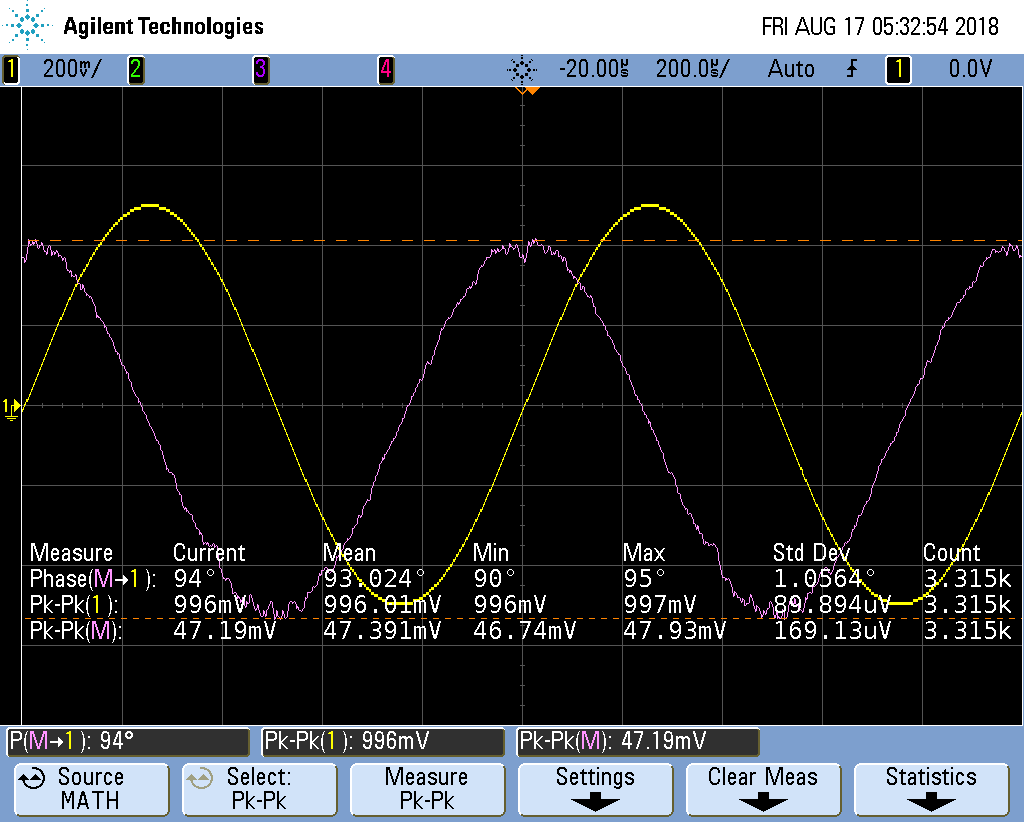 Agilent Technologies FRI AUG 17 05:32:54 2018
1 200mV/ 2 3 4 -20.00µs 200.0µs/ Auto 1 0.0V
1
Measure Current Mean Min Max Std Dev Count
Phase(M→1): 94° 93.024° 90° 95° 1.0564° 3.315k
Pk-Pk(1): 996mV 996.01mV 996mV 997mV 89.894uV 3.315k
Pk-Pk(M): 47.19mV 47.391mV 46.74mV 47.93mV 169.13uV 3.315k
P(M→1): 94° Pk-Pk(1): 996mV Pk-Pk(M): 47.19mV
Source Select: Measure Settings Clear Meas Statistics
MATH Pk-Pk Pk-Pk